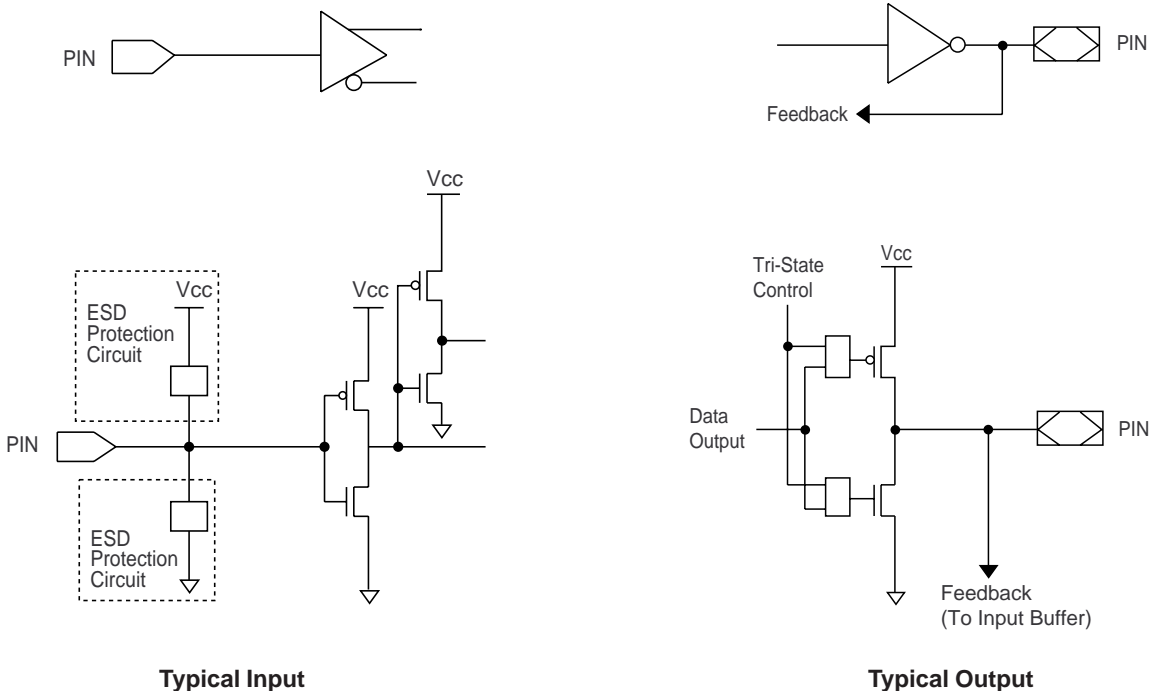 PIN
PIN
Feedback
Vcc
Vcc
Vcc
ESD
Protection
Circuit
PIN
ESD
Protection
Circuit
Typical Input
Vcc
Tri-State
Control
Data
Output
PIN
Feedback
(To Input Buffer)
Typical Output